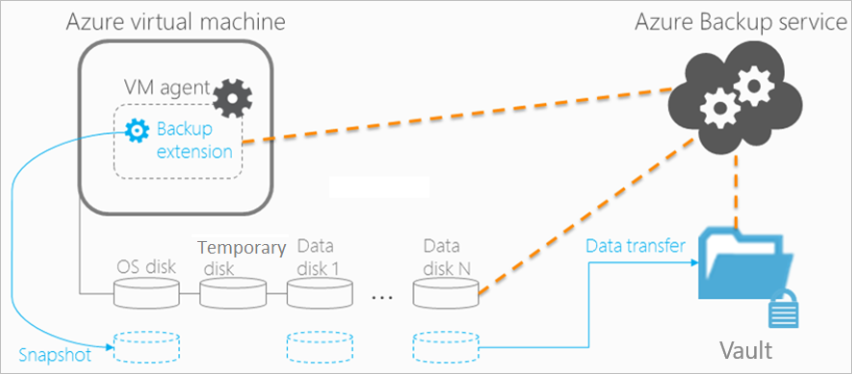 Azure virtual machine
Azure Backup service
VM agent
Backup
extension
OS disk
Temporary
disk
Data
disk 1
...
Data
disk N
Data transfer
Snapshot
Vault